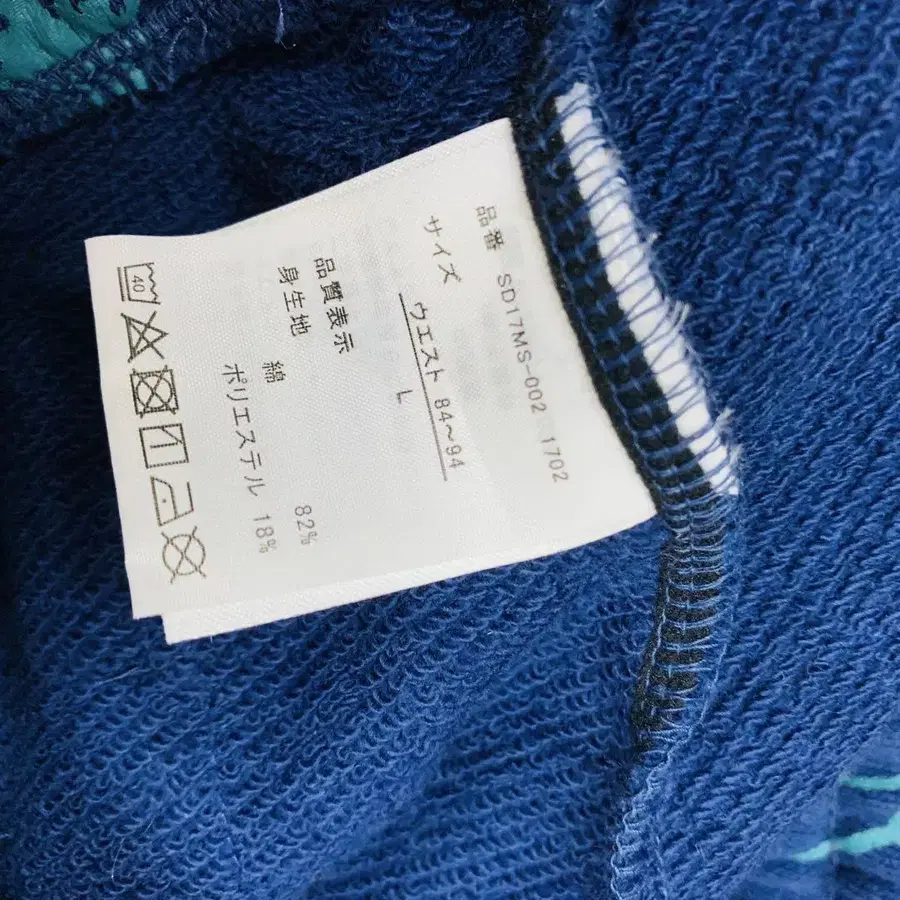 品番 SD17MS-002 1702
サイズ ウエスト 84~94
L
品質表示
身生地 綿 82%
ポリエステル 18%
40